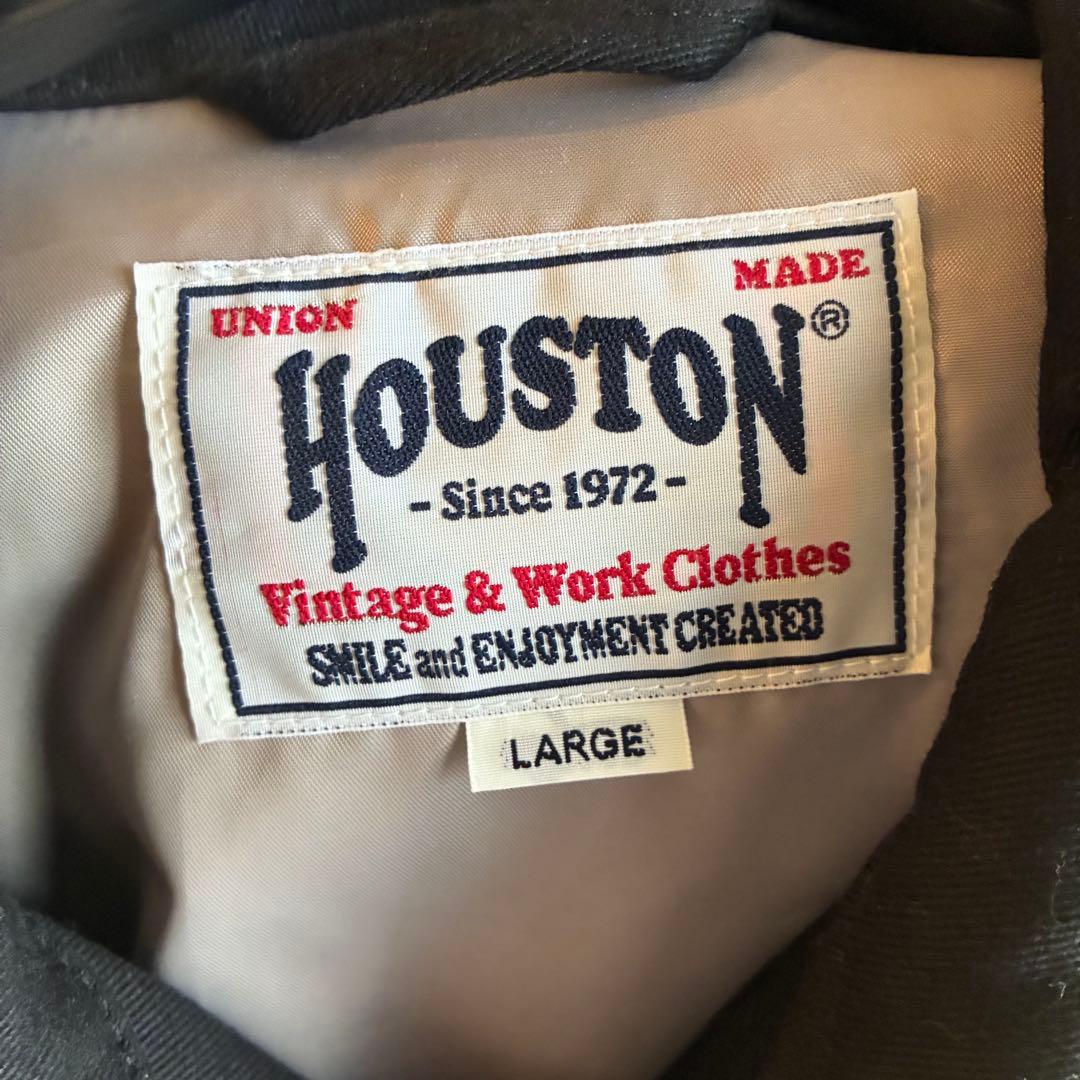 UNION MADE
HOUSTON®
- Since 1972 -
Vintage & Work Clothes
SMILE and ENJOYMENT CREATED
LARGE